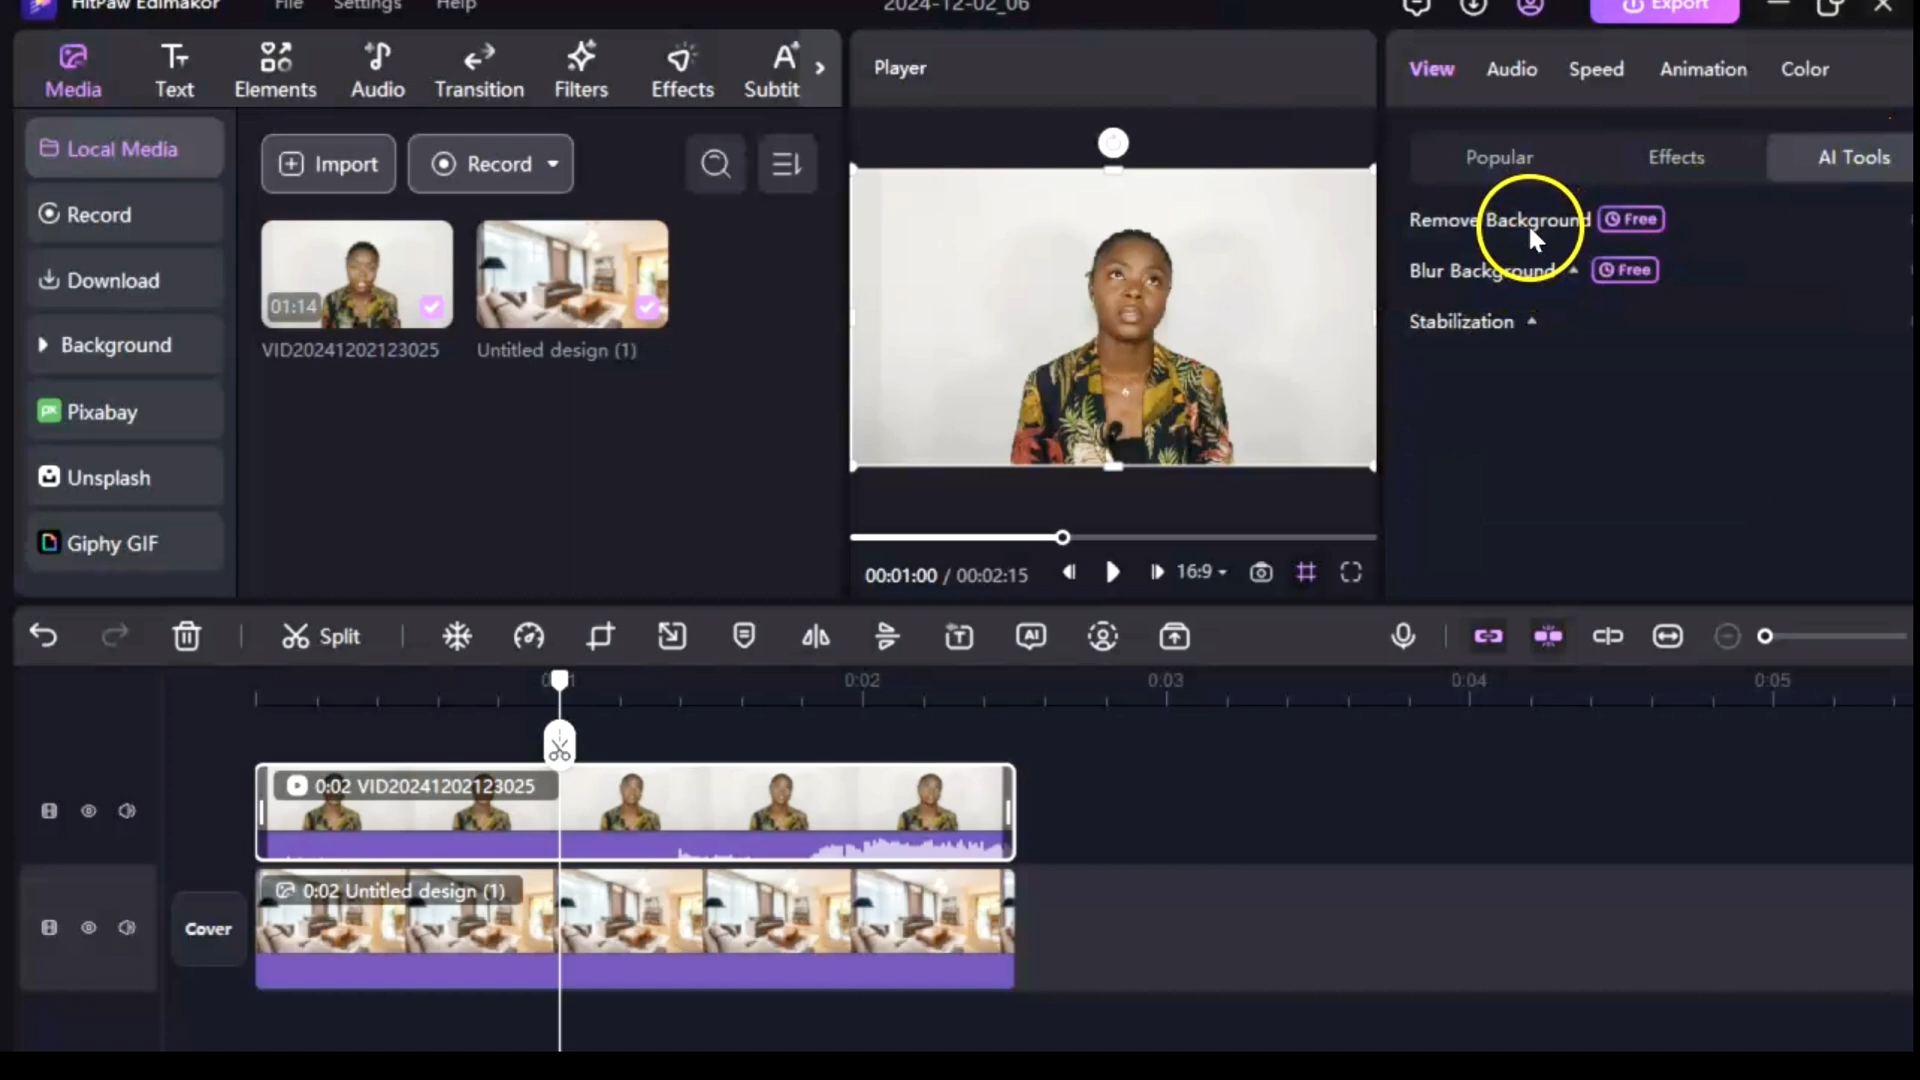 HitPaw Edimakor File Settings Help 2024-12-02_06 Export
Media Text Elements Audio Transition Filters Effects Subtit
Player
View Audio Speed Animation Color
Local Media
Record
Download
Background
Pixabay
Unsplash
Giphy GIF
Import Record
01:14
VID20241202123025 Untitled design (1)
00:01:00 / 00:02:15 16:9
Popular Effects AI Tools
Remove Background Free
Blur Background Free
Stabilization
Split
0:02 0:03 0:04 0:05
0:02 VID20241202123025
0:02 Untitled design (1)
Cover